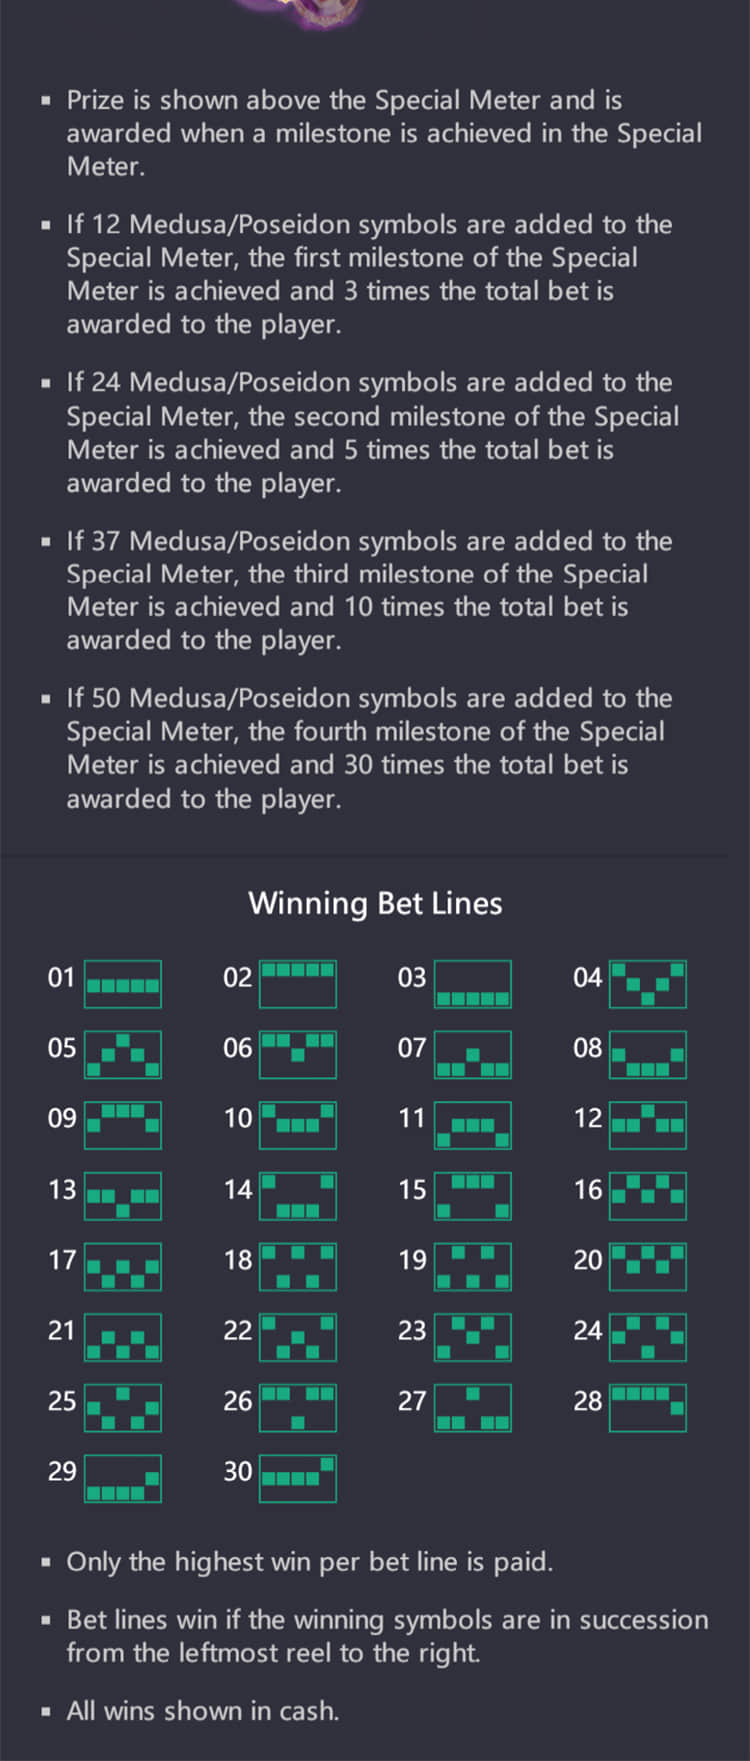 Prize is shown above the Special Meter and is
awarded when a milestone is achieved in the Special
Meter.
If 12 Medusa/Poseidon symbols are added to the
Special Meter, the first milestone of the Special
Meter is achieved and 3 times the total bet is
awarded to the player.
If 24 Medusa/Poseidon symbols are added to the
Special Meter, the second milestone of the Special
Meter is achieved and 5 times the total bet is
awarded to the player.
If 37 Medusa/Poseidon symbols are added to the
Special Meter, the third milestone of the Special
Meter is achieved and 10 times the total bet is
awarded to the player.
If 50 Medusa/Poseidon symbols are added to the
Special Meter, the fourth milestone of the Special
Meter is achieved and 30 times the total bet is
awarded to the player.
Winning Bet Lines
01 02 03 04
05 06 07 08
09 10 11 12
13 14 15 16
17 18 19 20
21 22 23 24
25 26 27 28
29 30
Only the highest win per bet line is paid.
Bet lines win if the winning symbols are in succession
from the leftmost reel to the right.
All wins shown in cash.